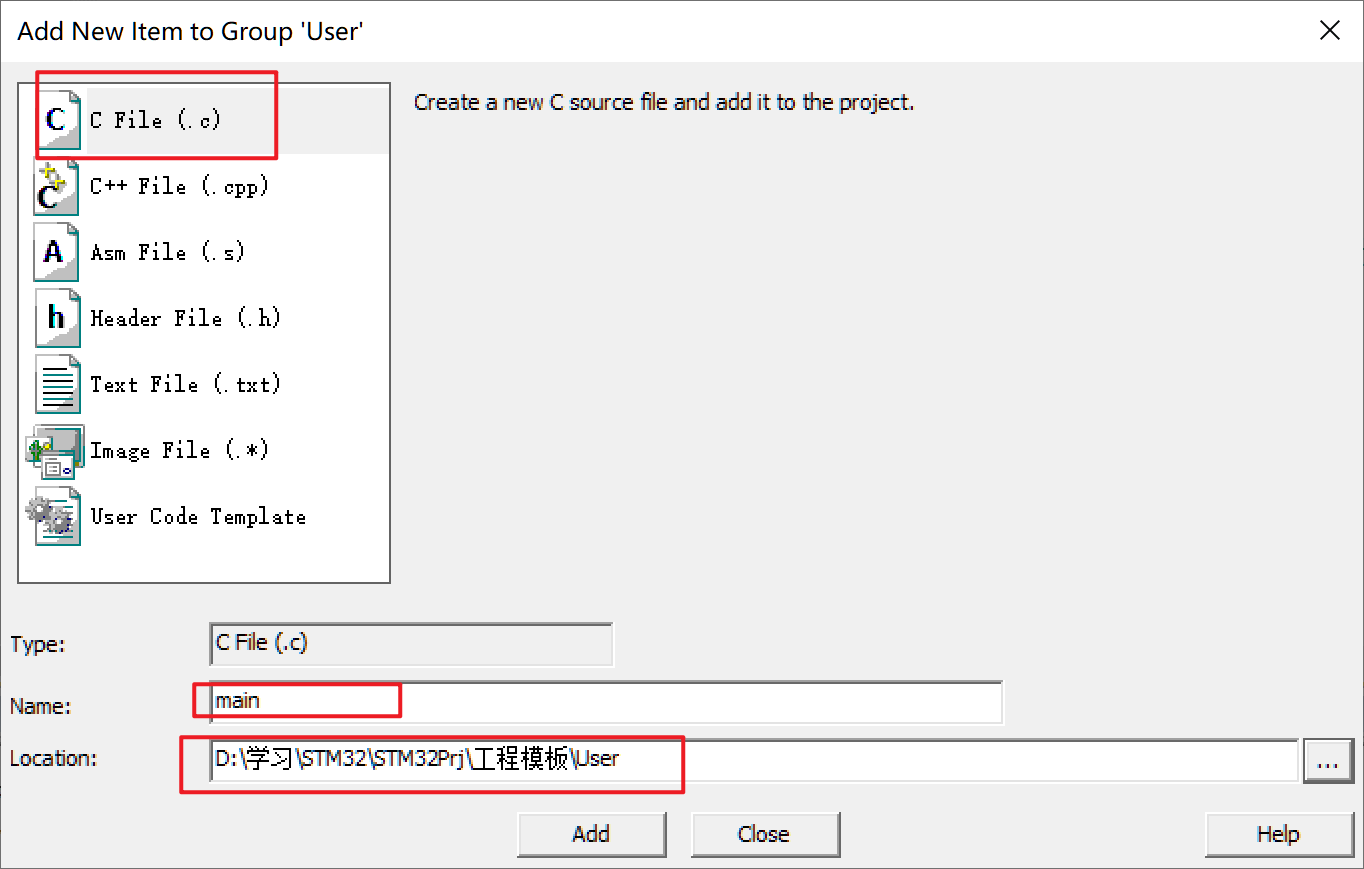 Add New Item to Group 'User'
C File (.c)
Create a new C source file and add it to the project.
C++ File (.cpp)
Asm File (.s)
Header File (.h)
Text File (.txt)
Image File (.*)
User Code Template
Type:
C File (.c)
Name:
main
Location:
D:\学习\STM32\STM32Prj\工程模板\User
...
Add
Close
Help